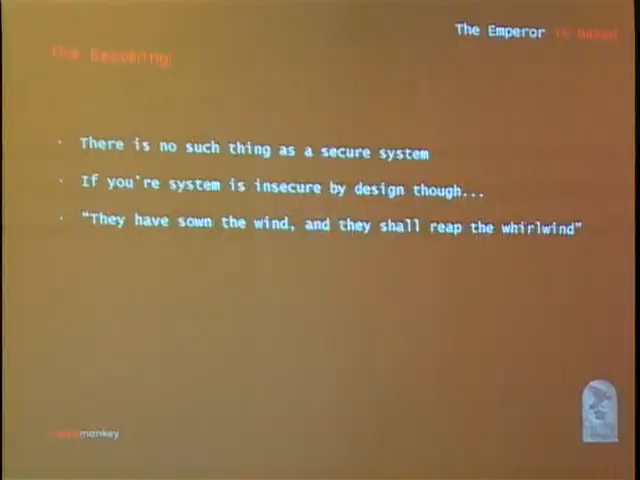 The Emperor is Naked
The Becoming:
· There is no such thing as a secure system
· If you're system is insecure by design though...
· "They have sown the wind, and they shall reap the whirlwind"
monkey